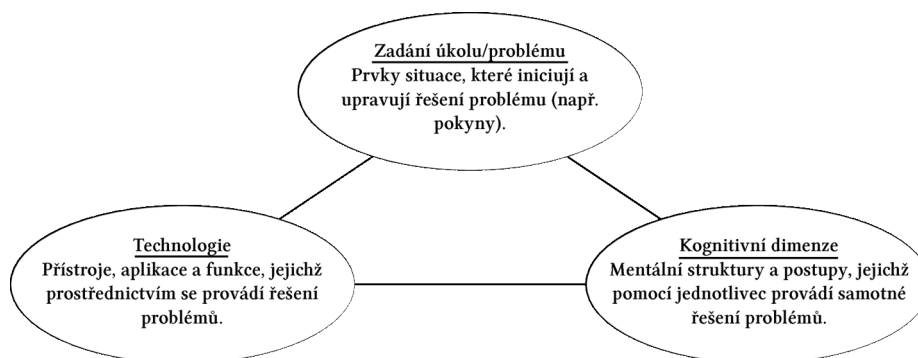 Zadání úkolu/problému
Prvky situace, které iniciují a
upravují řešení problému (např.
pokyny).
Technologie
Přístroje, aplikace a funkce, jejichž
prostřednictvím se provádí řešení
problémů.
Kognitivní dimenze
Mentální struktury a postupy, jejichž
pomocí jednotlivec provádí samotné
řešení problémů.